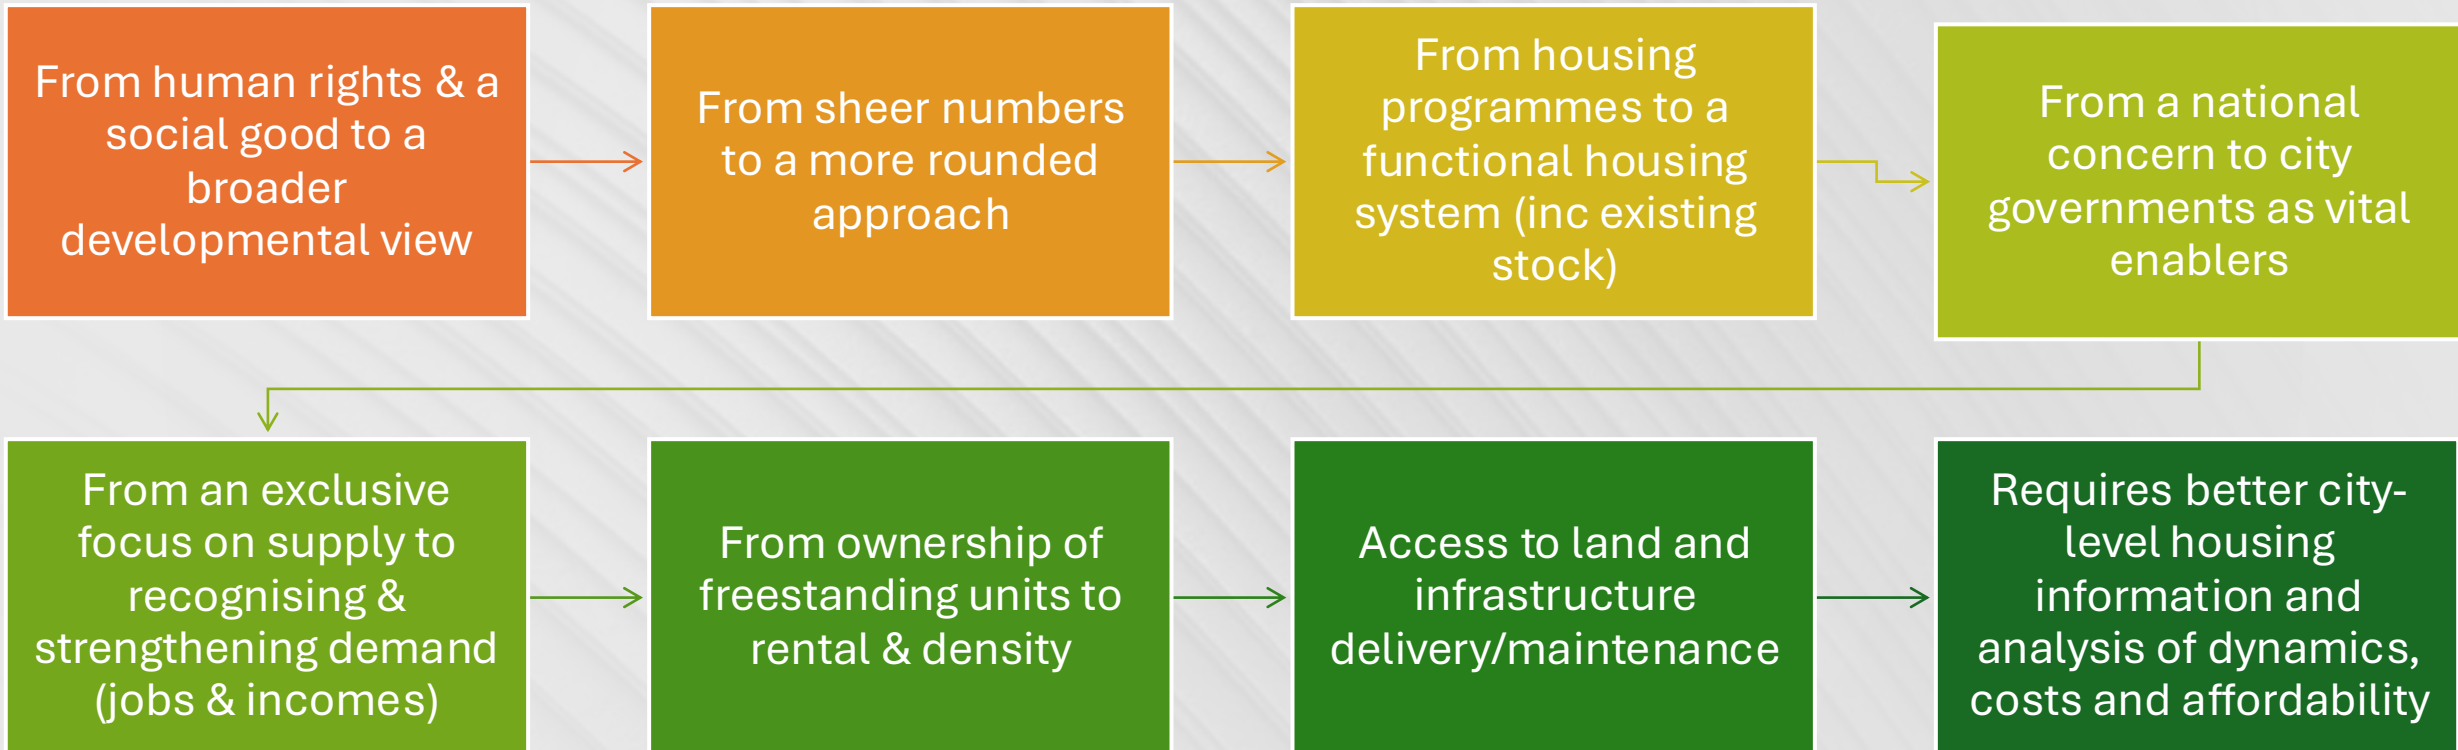 From human rights & a
social good to a
broader
developmental view
From sheer numbers
to a more rounded
approach
From housing
programmes to a
functional housing
system (inc existing
stock)
From a national
concern to city
governments as vital
enablers
From an exclusive
focus on supply to
recognising &
strengthening demand
(jobs & incomes)
From ownership of
freestanding units to
rental & density
Access to land and
infrastructure
delivery/maintenance
Requires better city-
level housing
information and
analysis of dynamics,
costs and affordability